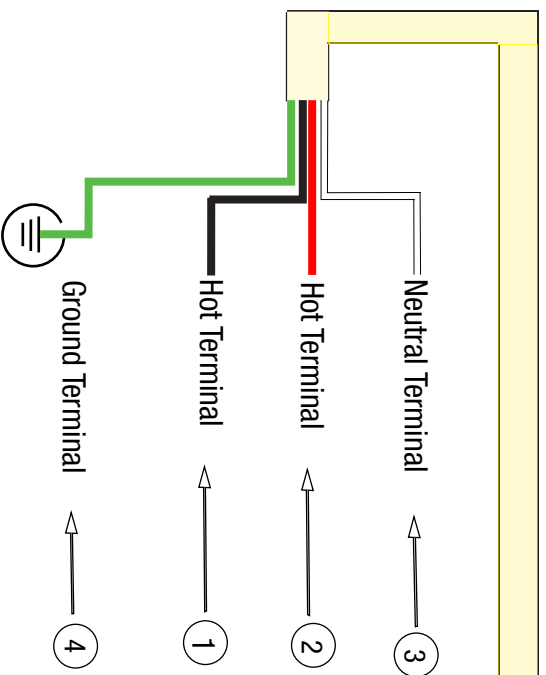 Neutral Terminal
3
Hot Terminal
2
Hot Terminal
1
Ground Terminal
4